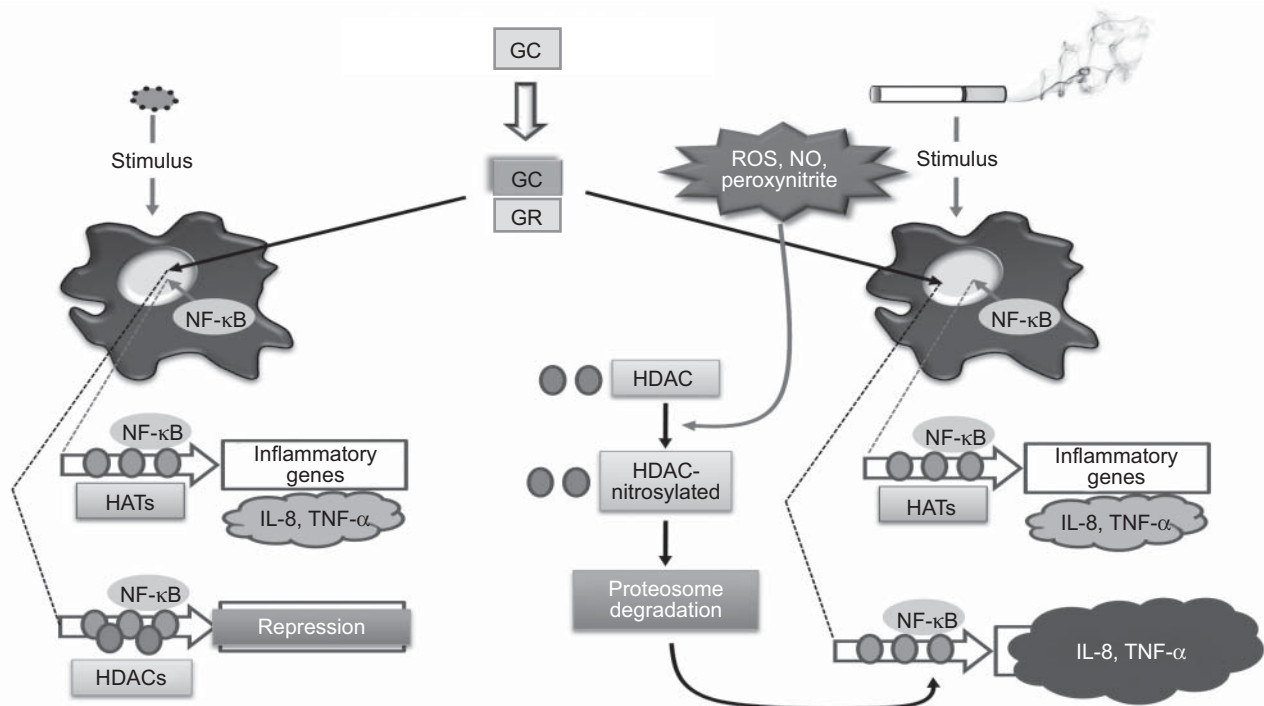 GC
GC
GR
Stimulus
NF-κB
NF-κB
Inflammatory
genes
HATs
IL-8, TNF-α
NF-κB
Repression
HDACs
ROS, NO,
peroxynitrite
HDAC
HDAC-
nitrosylated
Proteosome
degradation
Stimulus
NF-κB
NF-κB
Inflammatory
genes
HATs
IL-8, TNF-α
NF-κB
IL-8, TNF-α